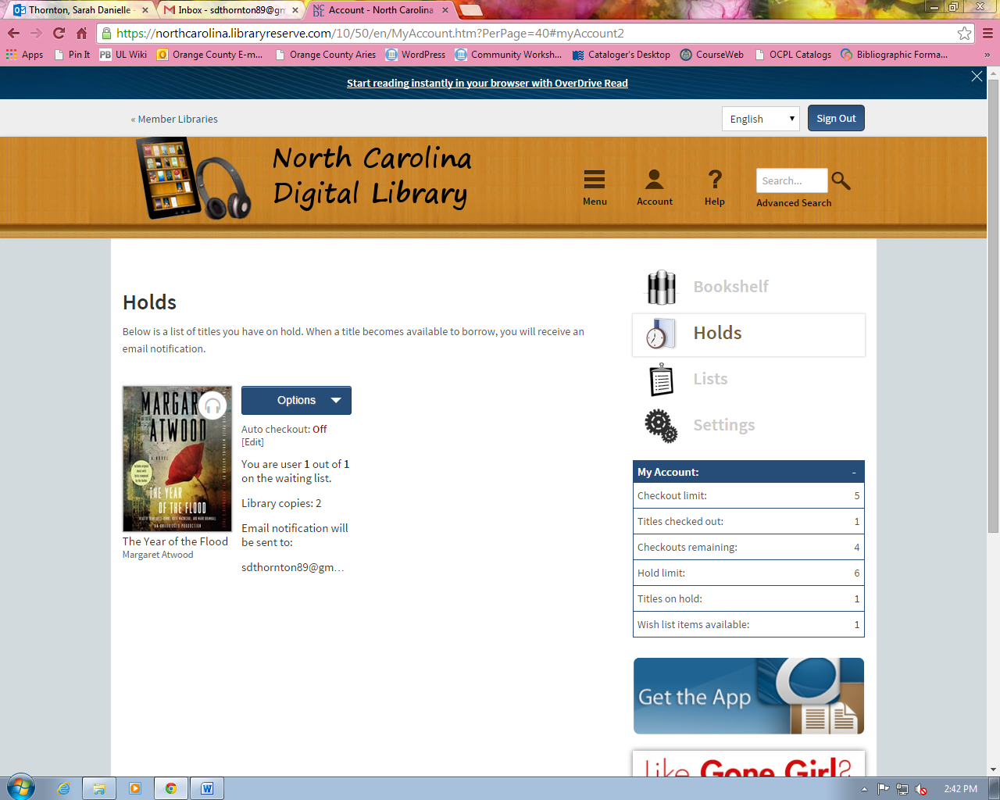 Thornton, Sarah Danielle -
Inbox - sdthornton89@gm
Account - North Carolina
https://northcarolina.libraryreserve.com/10/50/en/MyAccount.htm?PerPage=40#myAccount2
Apps
Pin It
UL Wiki
Orange County E-m...
Orange County Aries
WordPress
Community Worksh...
Cataloger's Desktop
CourseWeb
OCPL Catalogs
Bibliographic Forma...
»
Start reading instantly in your browser with OverDrive Read
« Member Libraries
English
Sign Out
North Carolina
Digital Library
Menu
Account
Help
Search...
Advanced Search
Holds
Below is a list of titles you have on hold. When a title becomes available to borrow, you will receive an
email notification.
MARGAR
ATWOOD
A NOVEL
THE YEAR
OF THE FLOOD
The Year of the Flood
Margaret Atwood
Options
Auto checkout: Off
[Edit]
You are user 1 out of 1
on the waiting list.
Library copies: 2
Email notification will
be sent to:
sdthornton89@gm...
Bookshelf
Holds
Lists
Settings
My Account: -
Checkout limit: 5
Titles checked out: 1
Checkouts remaining: 4
Hold limit: 6
Titles on hold: 1
Wish list items available: 1
Get the App
like Gone Girl?
2:42 PM